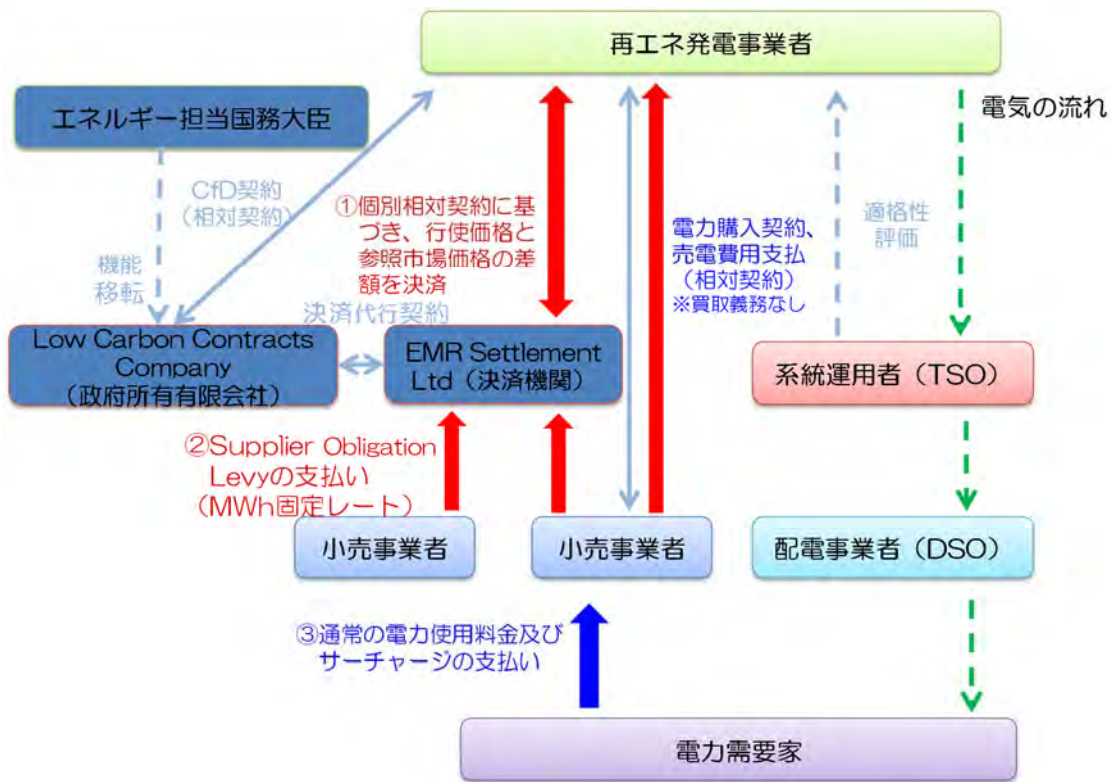 再エネ発電事業者
エネルギー担当国務大臣
電気の流れ
CfD契約
（相対契約）
①個別相対契約に基
づき、行使価格と
参照市場価格の差
額を決済
電力購入契約、
売電費用支払
（相対契約）
※買取義務なし
適格性
評価
機能
移転
決済代行契約
Low Carbon Contracts
Company
（政府所有有限会社）
EMR Settlement
Ltd（決済機関）
系統運用者（TSO）
②Supplier Obligation
Levyの支払い
（MWh固定レート）
小売事業者
小売事業者
配電事業者（DSO）
③通常の電力使用料金及び
サーチャージの支払い
電力需要家